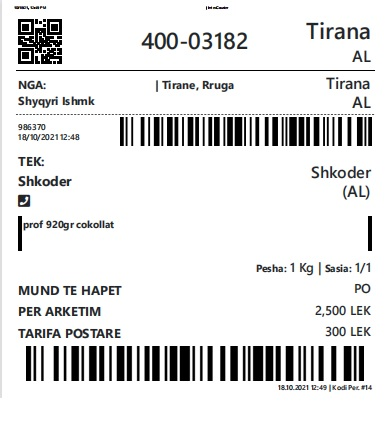 400-03182
Tirana
AL
NGA:
| Tirane, Rruga
Tirana
Shyqyri Ishmk
AL
986370
18/10/2021 12:48
TEK:
Shkoder
Shkoder
(AL)
prof 920gr cokollat
Pesha: 1 Kg | Sasia: 1/1
MUND TE HAPET
PO
PER ARKETIM
2,500 LEK
TARIFA POSTARE
300 LEK
18.10.2021 12:49 | Kodi Per. #14